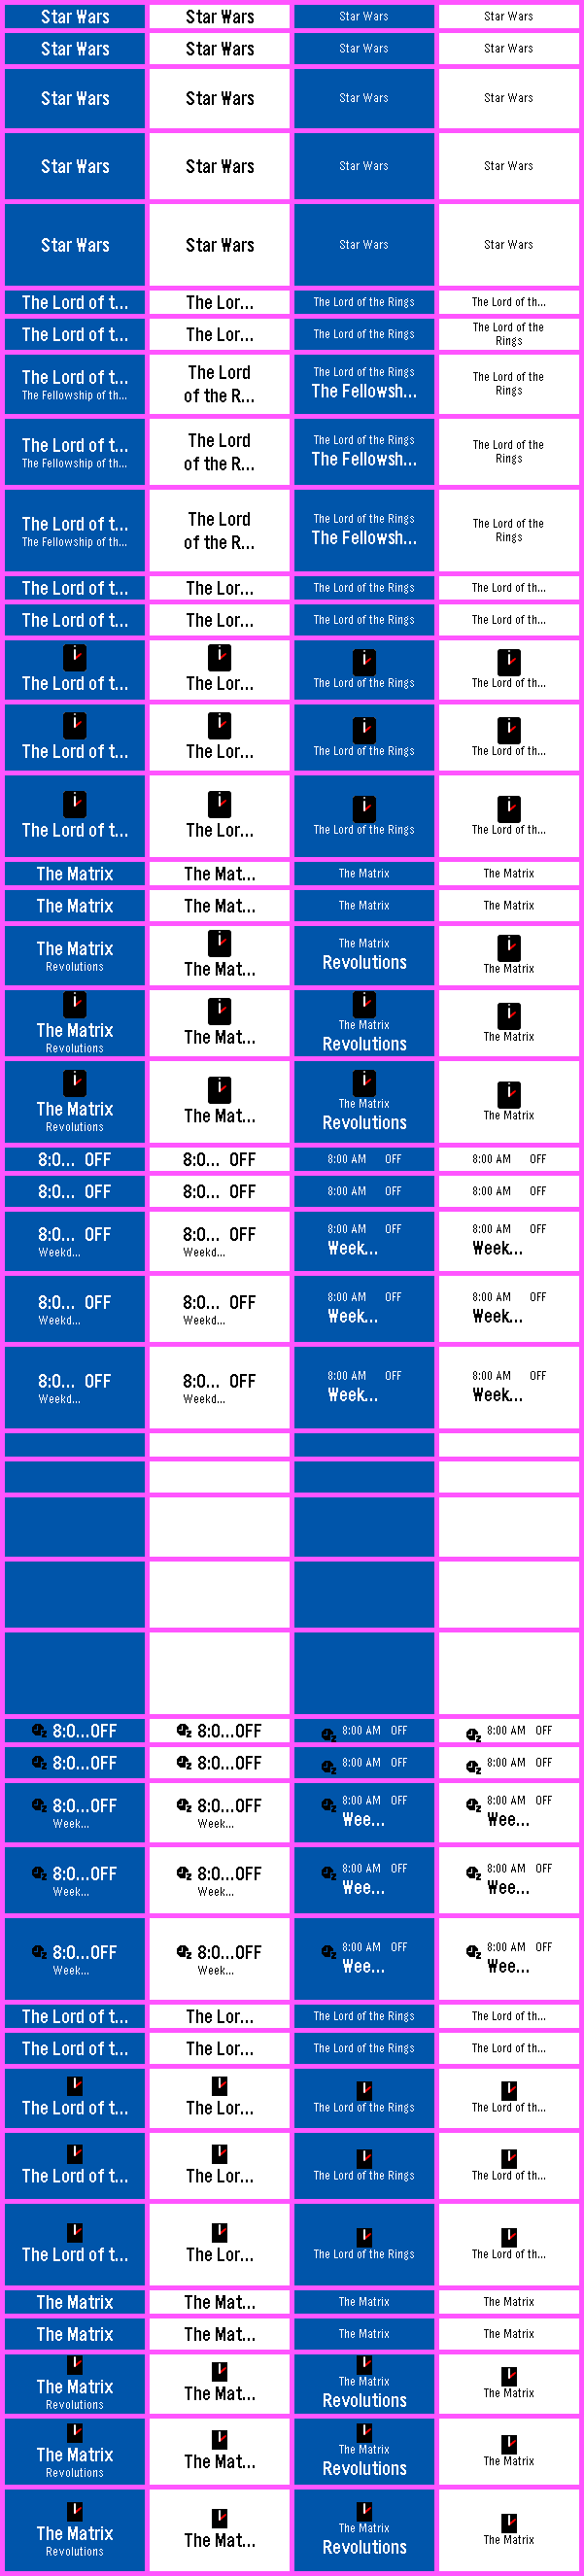 Star Wars Star Wars Star Wars Star Wars
Star Wars Star Wars Star Wars Star Wars
Star Wars Star Wars Star Wars Star Wars
Star Wars Star Wars Star Wars Star Wars
Star Wars Star Wars Star Wars Star Wars
The Lord of t... The Lor... The Lord of the Rings The Lord of th...
The Lord of t... The Lor... The Lord of the Rings The Lord of the
Rings
The Lord of t... The Lord The Lord of the Rings The Lord of the
The Fellowship of th... of the R... The Fellowsh... Rings
The Lord of t... The Lord The Lord of the Rings The Lord of the
The Fellowship of th... of the R... The Fellowsh... Rings
The Lord of t... The Lord The Lord of the Rings The Lord of the
The Fellowship of th... of the R... The Fellowsh... Rings
The Lord of t... The Lor... The Lord of the Rings The Lord of th...
The Lord of t... The Lor... The Lord of the Rings The Lord of th...
The Lord of t... The Lor... The Lord of the Rings The Lord of th...
The Lord of t... The Lor... The Lord of the Rings The Lord of th...
The Lord of t... The Lor... The Lord of the Rings The Lord of th...
The Matrix The Mat... The Matrix The Matrix
The Matrix The Mat... The Matrix The Matrix
The Matrix The Mat... The Matrix The Matrix
Revolutions Revolutions
The Matrix The Mat... The Matrix The Matrix
Revolutions Revolutions
The Matrix The Mat... The Matrix The Matrix
Revolutions Revolutions
8:0... OFF 8:0... OFF 8:00 AM OFF 8:00 AM OFF
8:0... OFF 8:0... OFF 8:00 AM OFF 8:00 AM OFF
8:0... OFF 8:0... OFF 8:00 AM OFF 8:00 AM OFF
Weekd... Weekd... Week... Week...
8:0... OFF 8:0... OFF 8:00 AM OFF 8:00 AM OFF
Weekd... Weekd... Week... Week...
8:0... OFF 8:0... OFF 8:00 AM OFF 8:00 AM OFF
Weekd... Weekd... Week... Week...
8:0...OFF 8:0...OFF 8:00 AM OFF 8:00 AM OFF
8:0...OFF 8:0...OFF 8:00 AM OFF 8:00 AM OFF
8:0...OFF 8:0...OFF 8:00 AM OFF 8:00 AM OFF
Week... Week... Wee... Wee...
8:0...OFF 8:0...OFF 8:00 AM OFF 8:00 AM OFF
Week... Week... Wee... Wee...
8:0...OFF 8:0...OFF 8:00 AM OFF 8:00 AM OFF
Week... Week... Wee... Wee...
The Lord of t... The Lor... The Lord of the Rings The Lord of th...
The Lord of t... The Lor... The Lord of the Rings The Lord of th...
The Lord of t... The Lor... The Lord of the Rings The Lord of th...
The Lord of t... The Lor... The Lord of the Rings The Lord of th...
The Lord of t... The Lor... The Lord of the Rings The Lord of th...
The Matrix The Mat... The Matrix The Matrix
The Matrix The Mat... The Matrix The Matrix
The Matrix The Mat... The Matrix The Matrix
Revolutions Revolutions
The Matrix The Mat... The Matrix The Matrix
Revolutions Revolutions
The Matrix The Mat... The Matrix The Matrix
Revolutions Revolutions